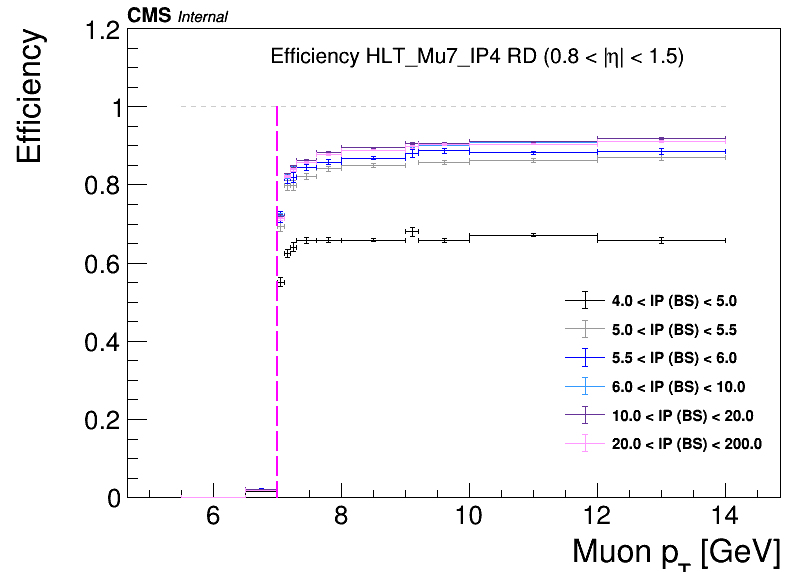 CMS Internal
Efficiency HLT_Mu7_IP4 RD (0.8 < |η| < 1.5)
Efficiency
1.2
1
0.8
0.6
0.4
0.2
0
4.0 < IP (BS) < 5.0
5.0 < IP (BS) < 5.5
5.5 < IP (BS) < 6.0
6.0 < IP (BS) < 10.0
10.0 < IP (BS) < 20.0
20.0 < IP (BS) < 200.0
6 8 10 12 14
Muon p_T [GeV]